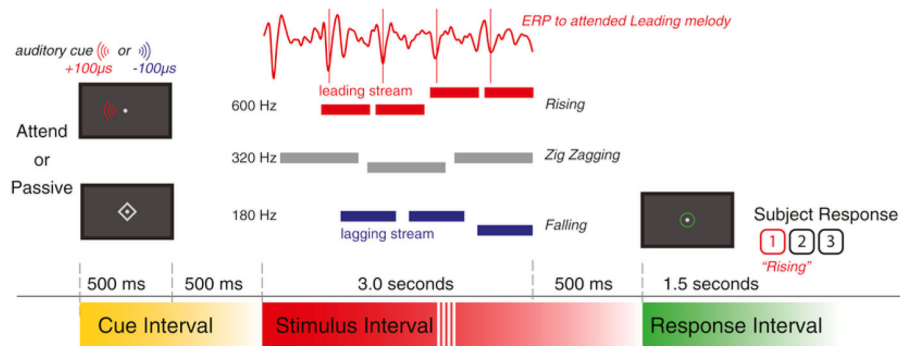 ERP to attended Leading melody
auditory cue or
+100µs -100µs
leading stream
600 Hz
Rising
Attend
or
Passive
320 Hz
Zig Zagging
180 Hz
Falling
lagging stream
Subject Response
1 2 3
"Rising"
500 ms 500 ms 3.0 seconds 500 ms 1.5 seconds
Cue Interval Stimulus Interval Response Interval